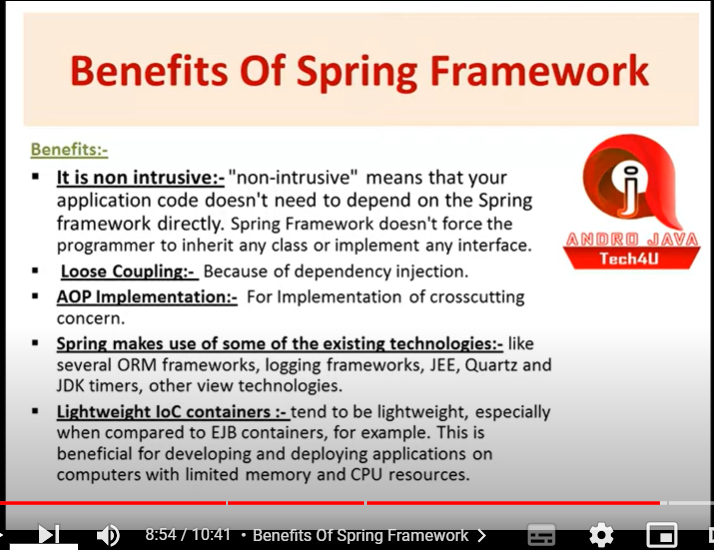 Benefits Of Spring Framework
Benefits:-
▪ It is non intrusive:- "non-intrusive" means that your
application code doesn't need to depend on the Spring
framework directly. Spring Framework doesn't force the
programmer to inherit any class or implement any interface.
▪ Loose Coupling:- Because of dependency injection.
▪ AOP Implementation:- For Implementation of crosscutting
concern.
▪ Spring makes use of some of the existing technologies:- like
several ORM frameworks, logging frameworks, JEE, Quartz and
JDK timers, other view technologies.
▪ Lightweight IoC containers :- tend to be lightweight, especially
when compared to EJB containers, for example. This is
beneficial for developing and deploying applications on
computers with limited memory and CPU resources.
j
ANDRO JAVA
Tech4U
8:54 / 10:41 • Benefits Of Spring Framework >